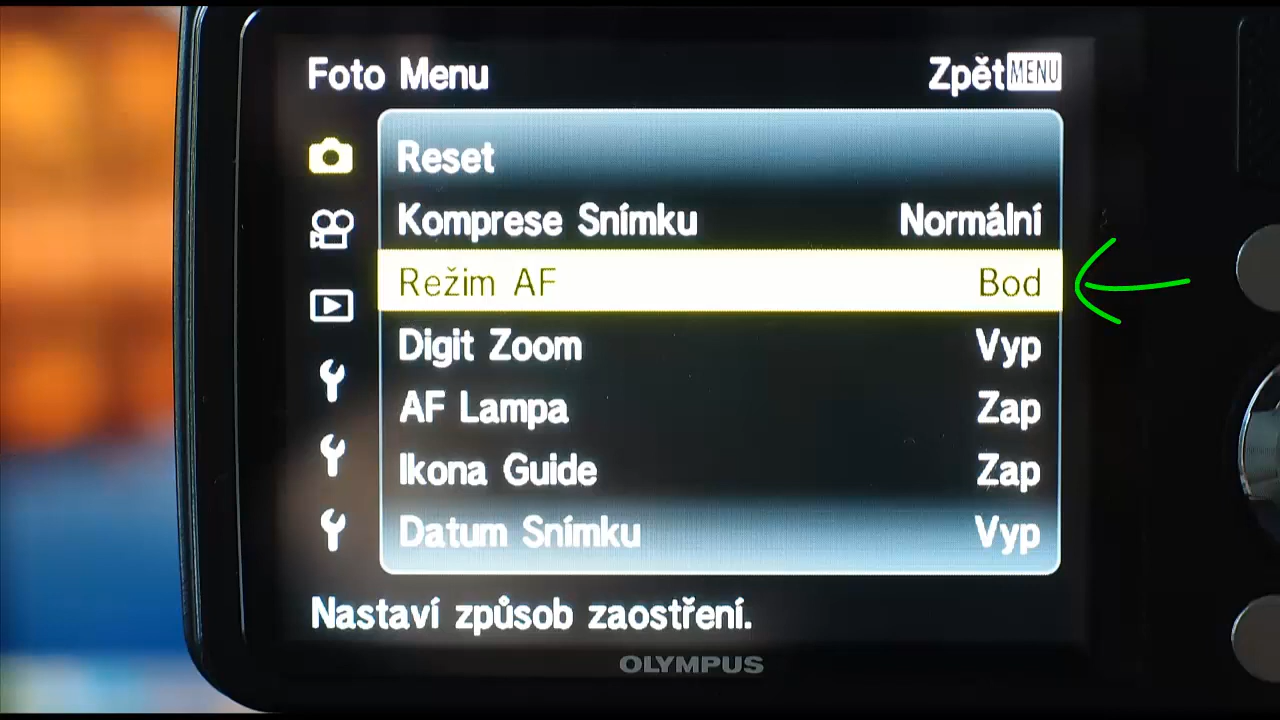 Foto Menu Zpět MENU
Reset
Komprese Snímku Normální
Režim AF Bod
Digit Zoom Vyp
AF Lampa Zap
Ikona Guide Zap
Datum Snímku Vyp
Nastaví způsob zaostření.
OLYMPUS